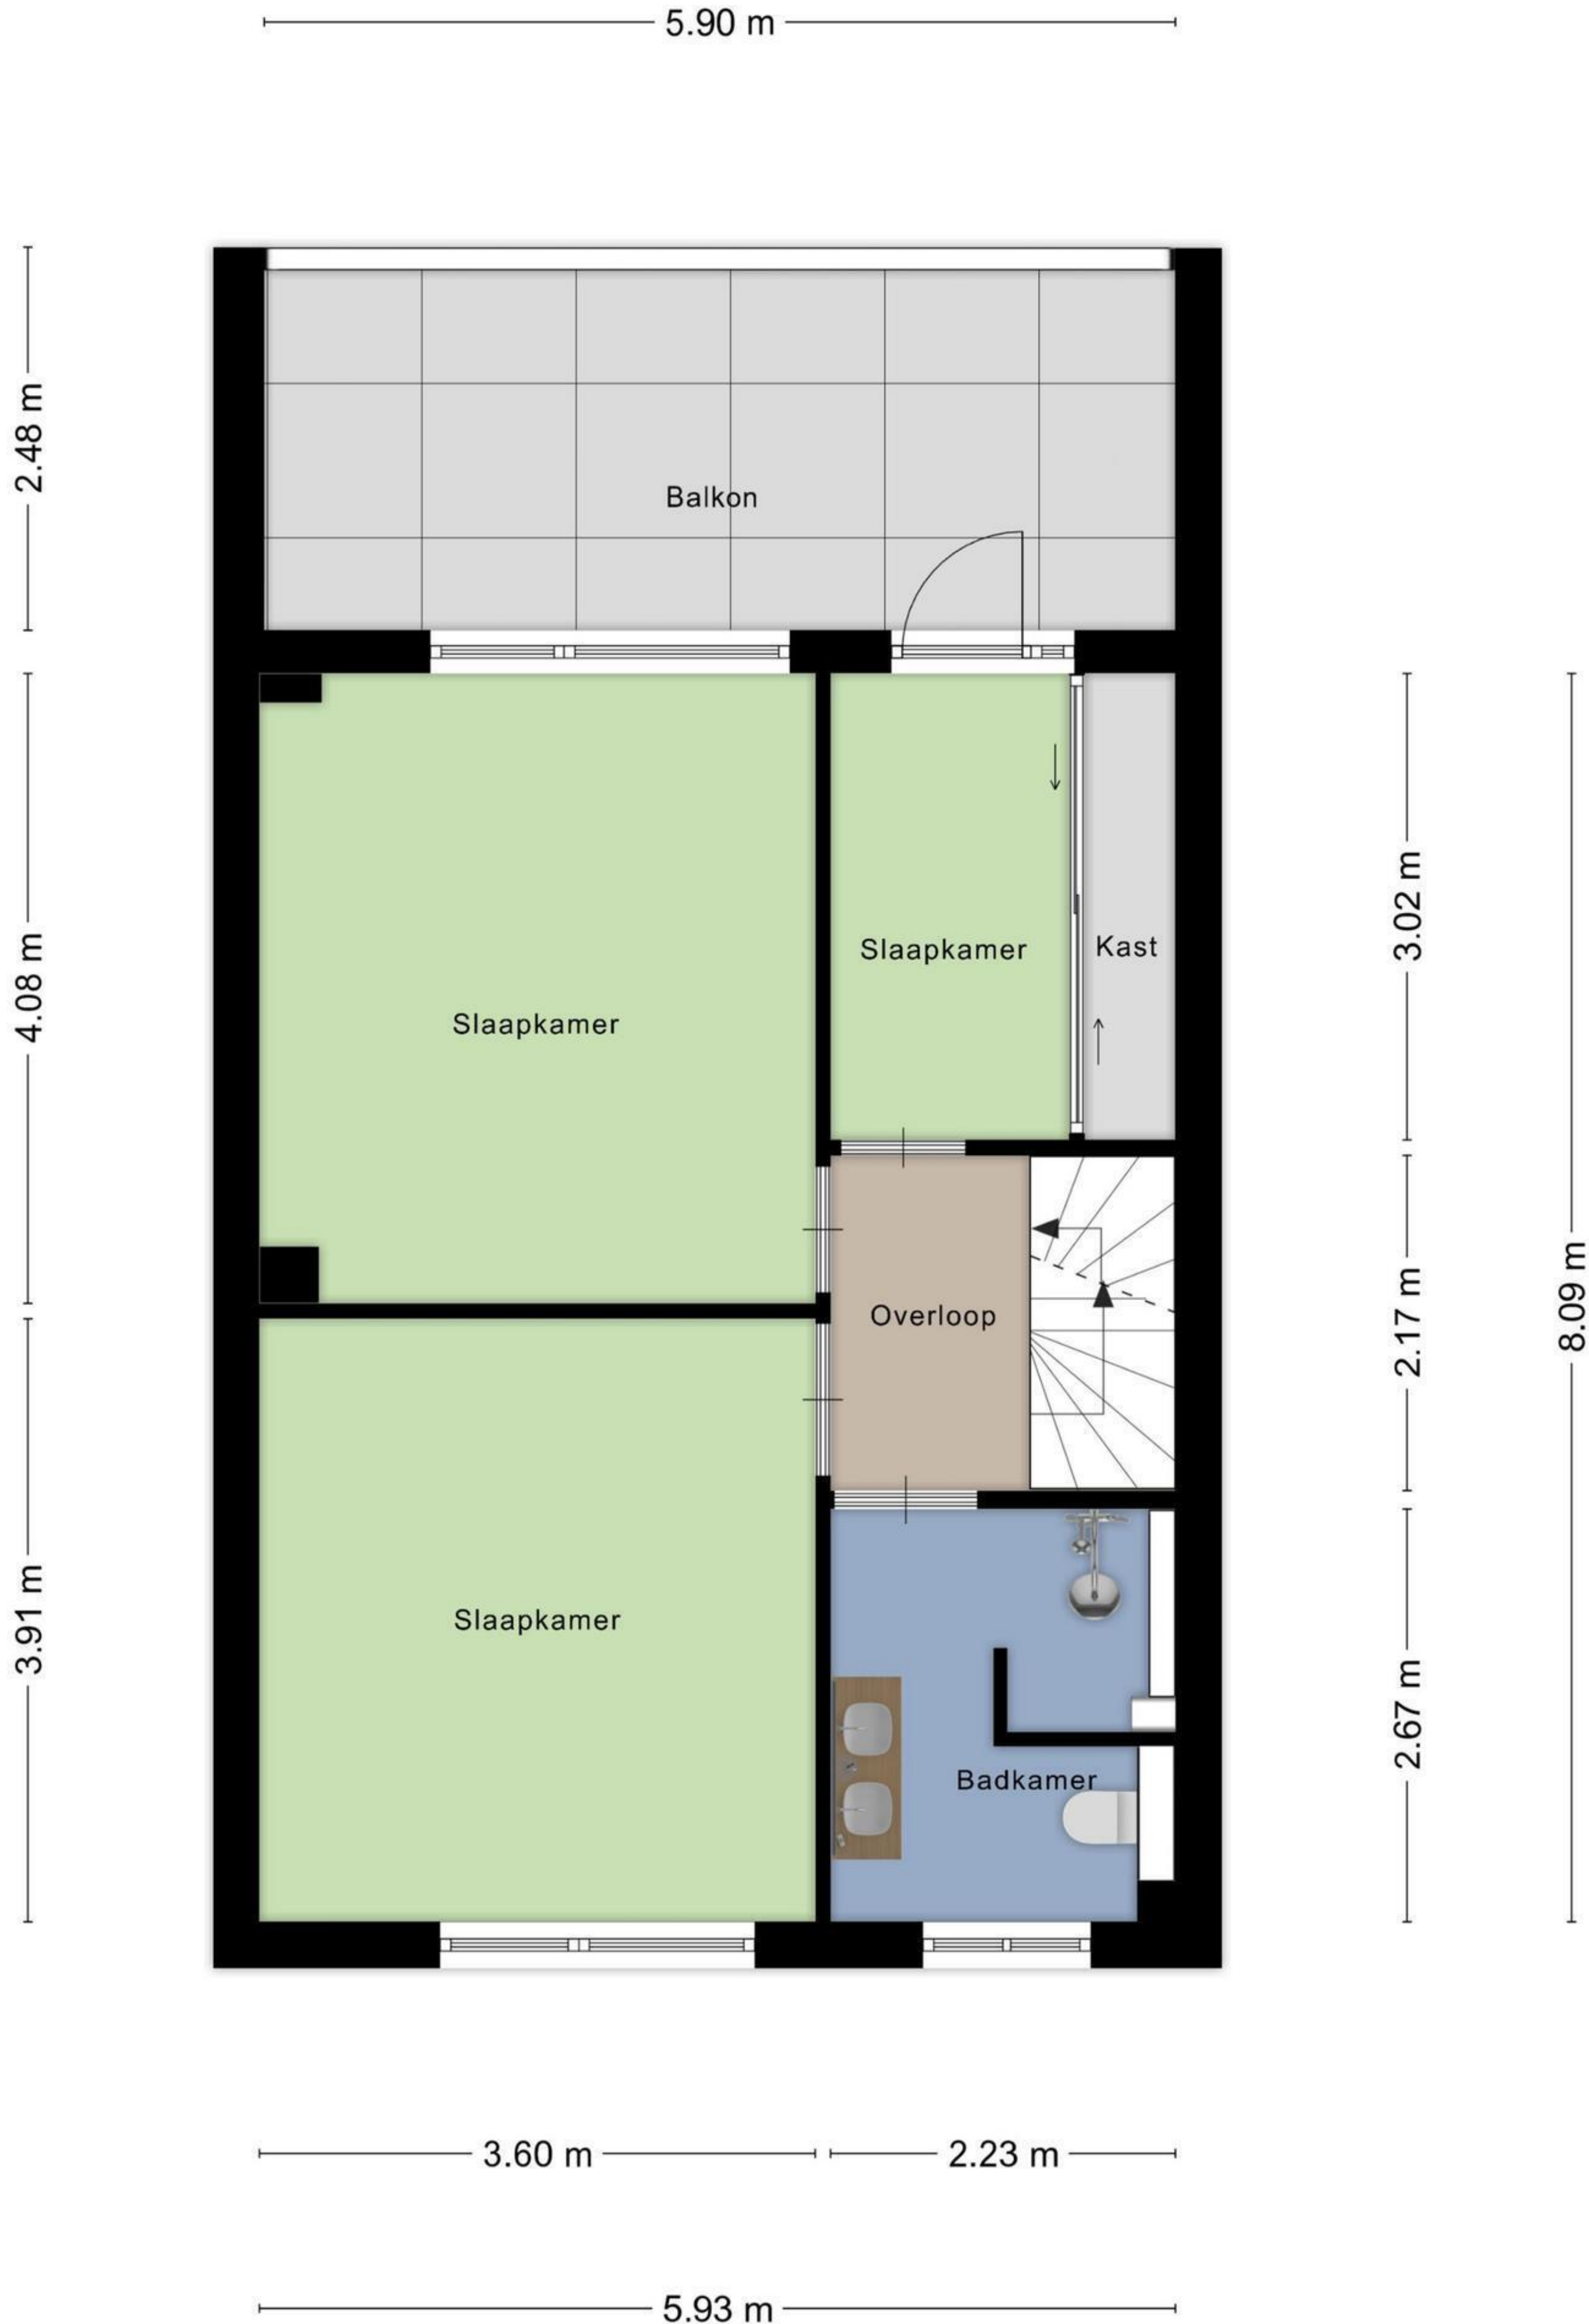 5.90 m
2.48 m
Balkon
4.08 m
3.02 m
Slaapkamer
Kast
Slaapkamer
8.09 m
2.17 m
Overloop
3.91 m
Slaapkamer
2.67 m
Badkamer
3.60 m
2.23 m
5.93 m